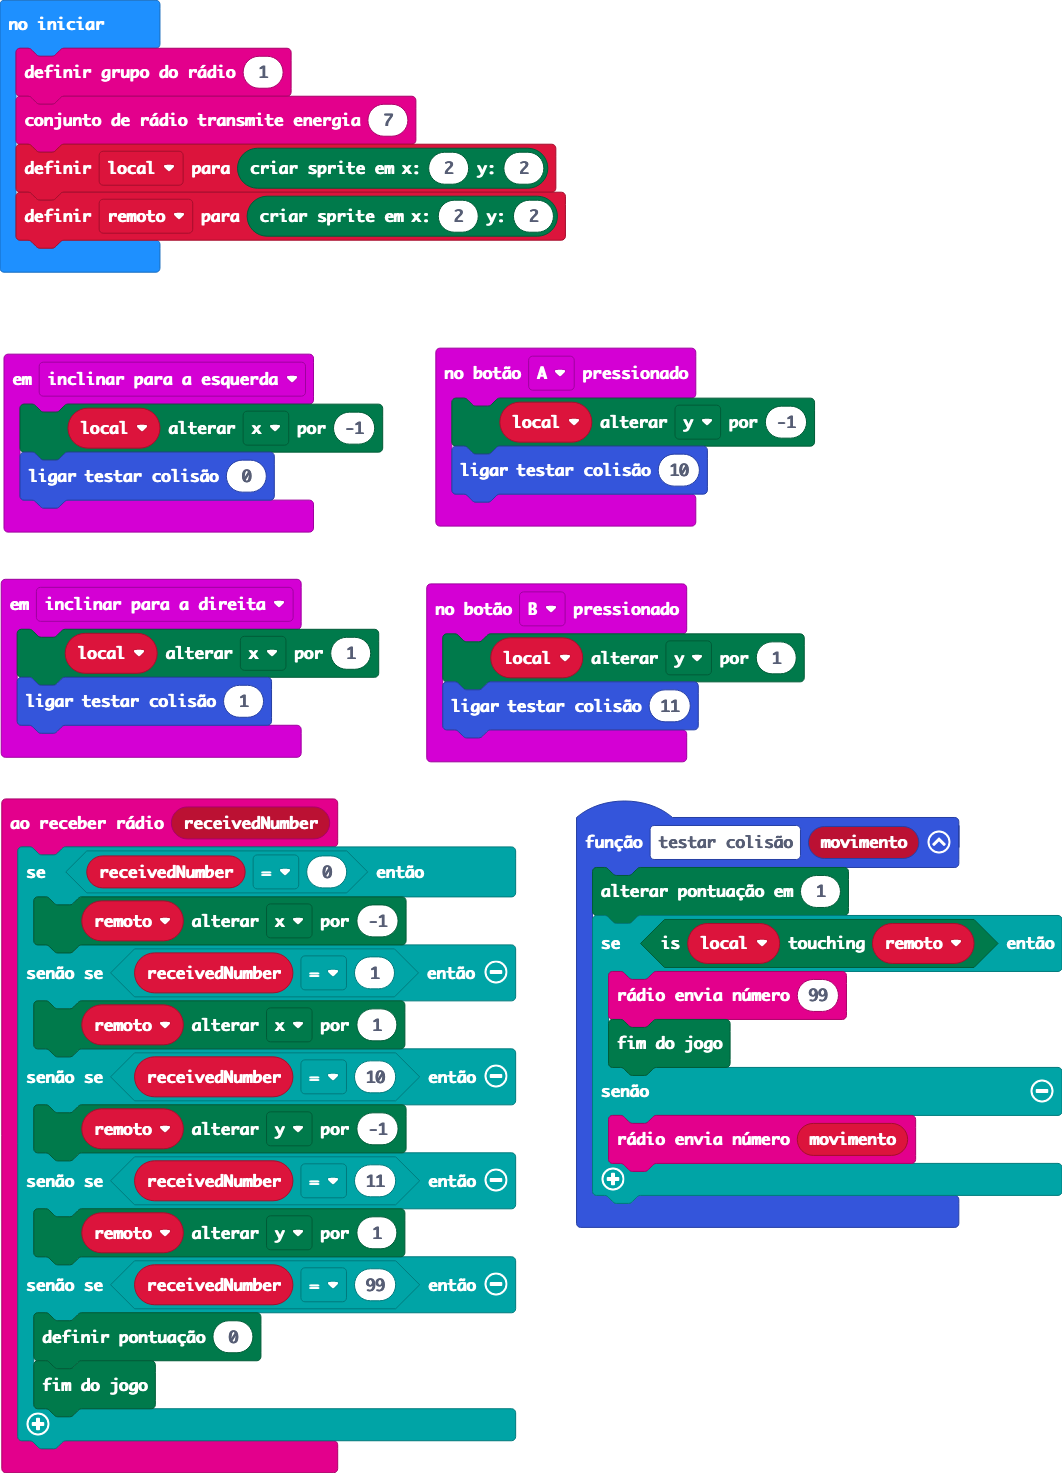 no iniciar
definir grupo do rádio 1
conjunto de rádio transmite energia 7
definir local para criar sprite em x: 2 y: 2
definir remoto para criar sprite em x: 2 y: 2
em inclinar para a esquerda
local alterar x por -1
ligar testar colisão 0
no botão A pressionado
local alterar y por -1
ligar testar colisão 10
em inclinar para a direita
local alterar x por 1
ligar testar colisão 1
no botão B pressionado
local alterar y por 1
ligar testar colisão 11
ao receber rádio receivedNumber
se receivedNumber = 0 então
remoto alterar x por -1
senão se receivedNumber = 1 então
remoto alterar x por 1
senão se receivedNumber = 10 então
remoto alterar y por -1
senão se receivedNumber = 11 então
remoto alterar y por 1
senão se receivedNumber = 99 então
definir pontuação 0
fim do jogo
função testar colisão movimento
alterar pontuação em 1
se is local touching remoto então
rádio envia número 99
fim do jogo
senão
rádio envia número movimento